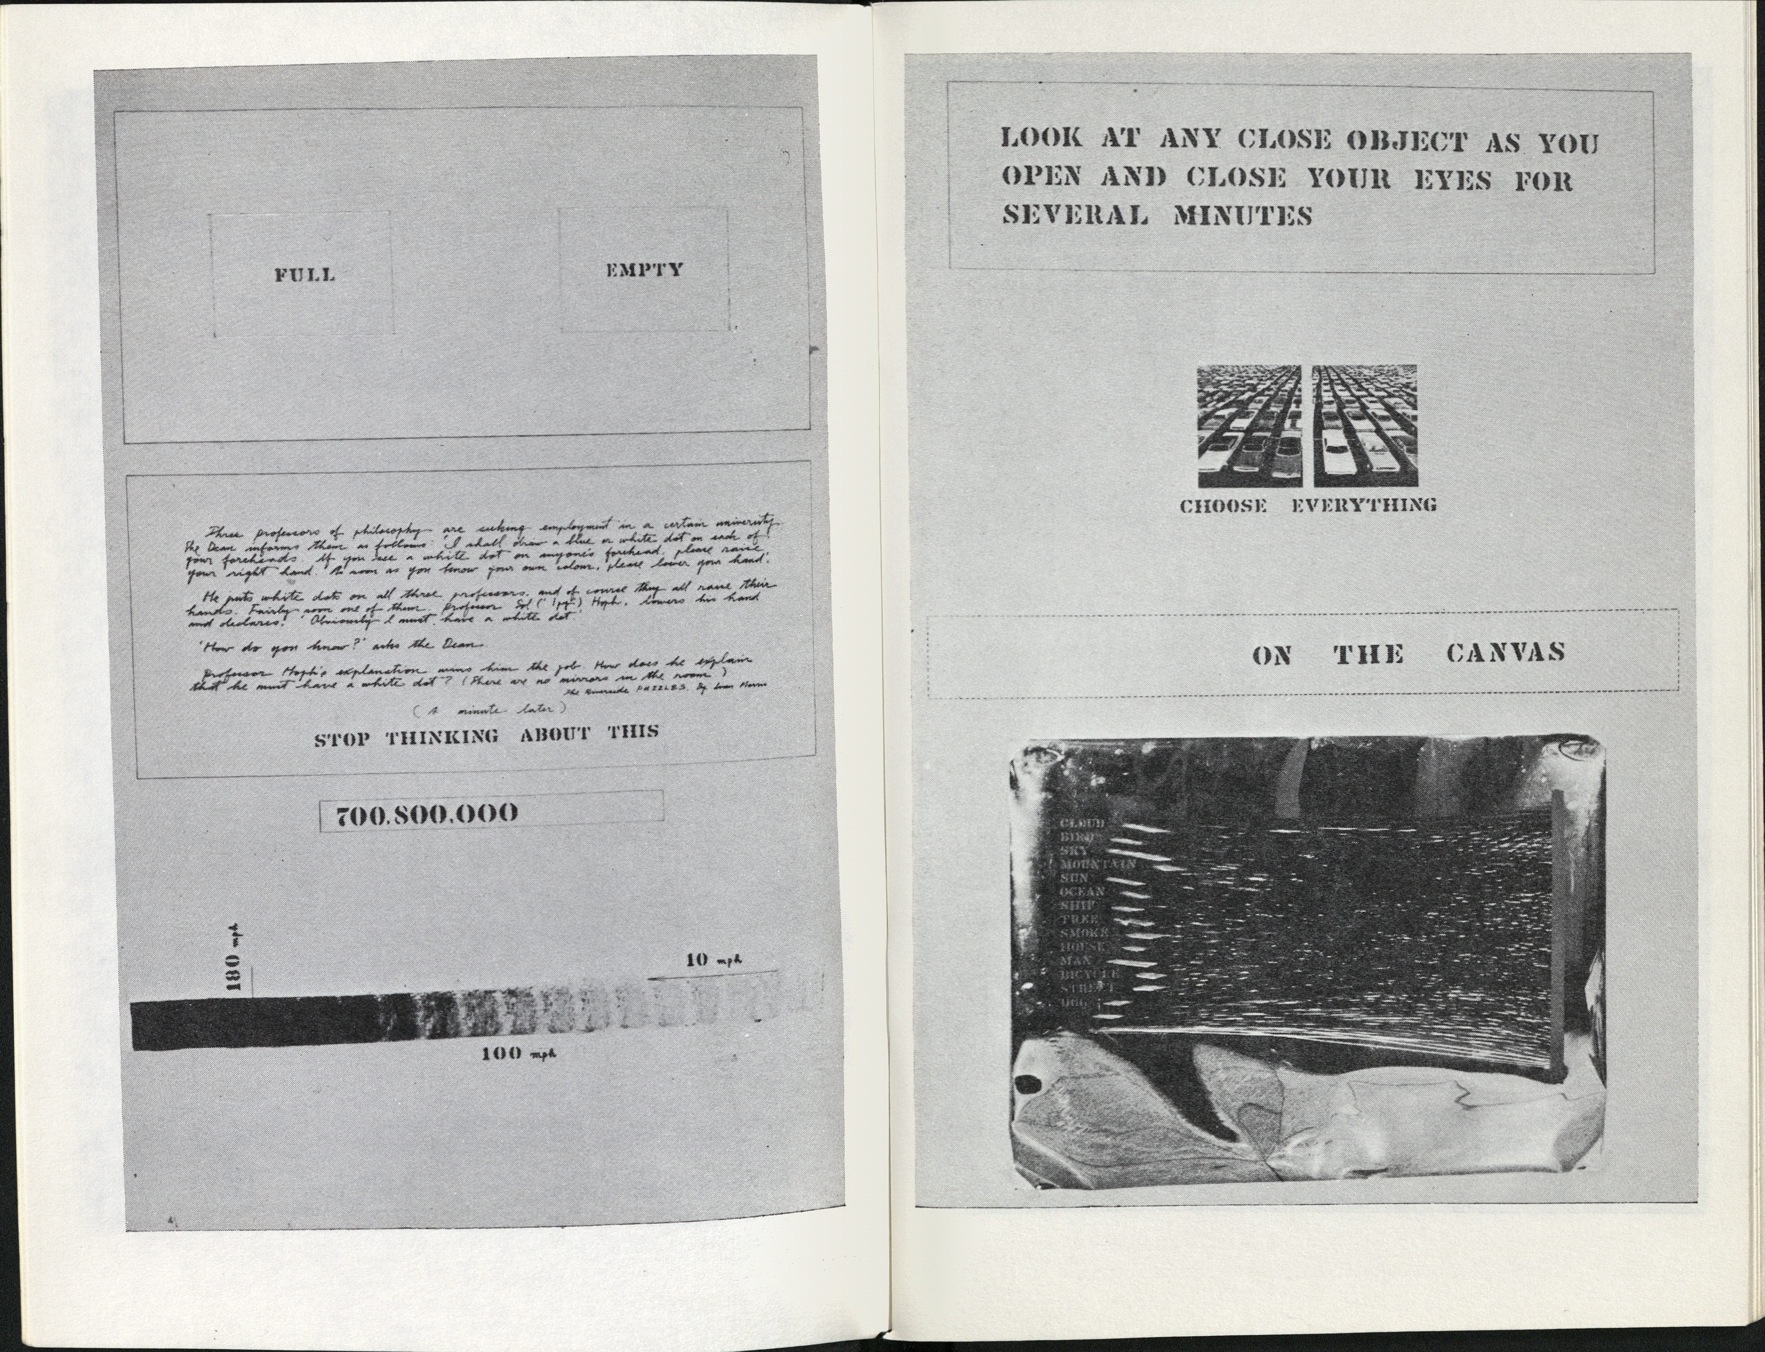 FULL
EMPTY
Three professors of philosophy are seeking employment in a certain university.
The Dean informs them as follows: 'I shall draw a blue or white dot on each of
your foreheads. If you see a white dot on anyone's forehead, please raise
your right hand. As soon as you know your own colour, please lower your hand.'
He puts white dots on all three professors, and of course they all raise their
hands. Fairly soon one of them, Professor Hoph, lowers his hand
and declares: 'Obviously I must have a white dot.'
'How do you know?' asks the Dean.
Professor Hoph's explanation wins him the job. How does he explain
that he must have a white dot? (There are no mirrors in the room.)
The Riverside PUZZLES. By Ivan Morris
(A minute later)
STOP THINKING ABOUT THIS
700.800.000
180 mph
10 mph
100 mph
LOOK AT ANY CLOSE OBJECT AS YOU
OPEN AND CLOSE YOUR EYES FOR
SEVERAL MINUTES
CHOOSE EVERYTHING
ON THE CANVAS
CLOUD
BIRD
SKY
MOUNTAIN
SUN
OCEAN
SHIP
TREE
SMOKE
HOUSE
MAN
BICYCLE
STREET
DOG